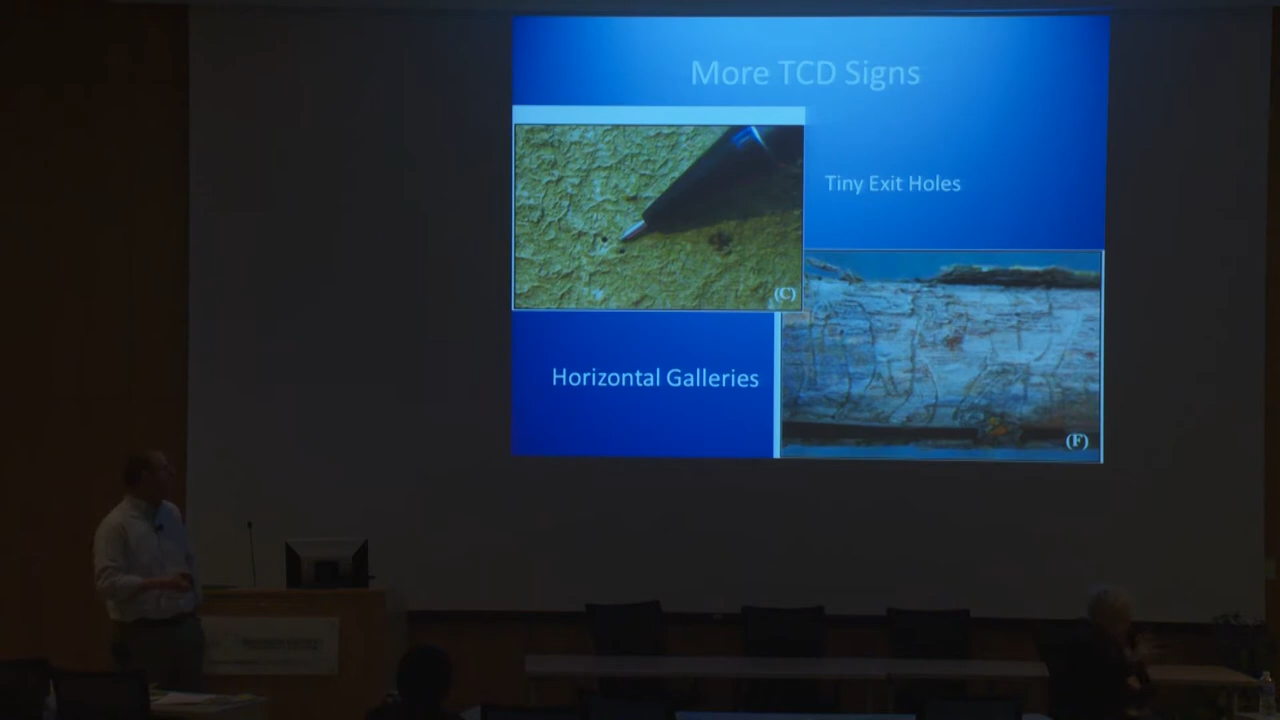 More TCD Signs
Tiny Exit Holes
(C)
Horizontal Galleries
(F)